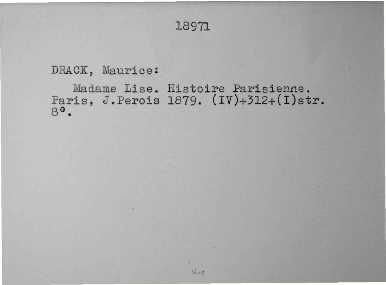 18971
DRACK, Maurice:
Madame Lise. Histoire Parisienne.
Paris, J.Perois 1879. (IV)+312+(I)str.
8°.